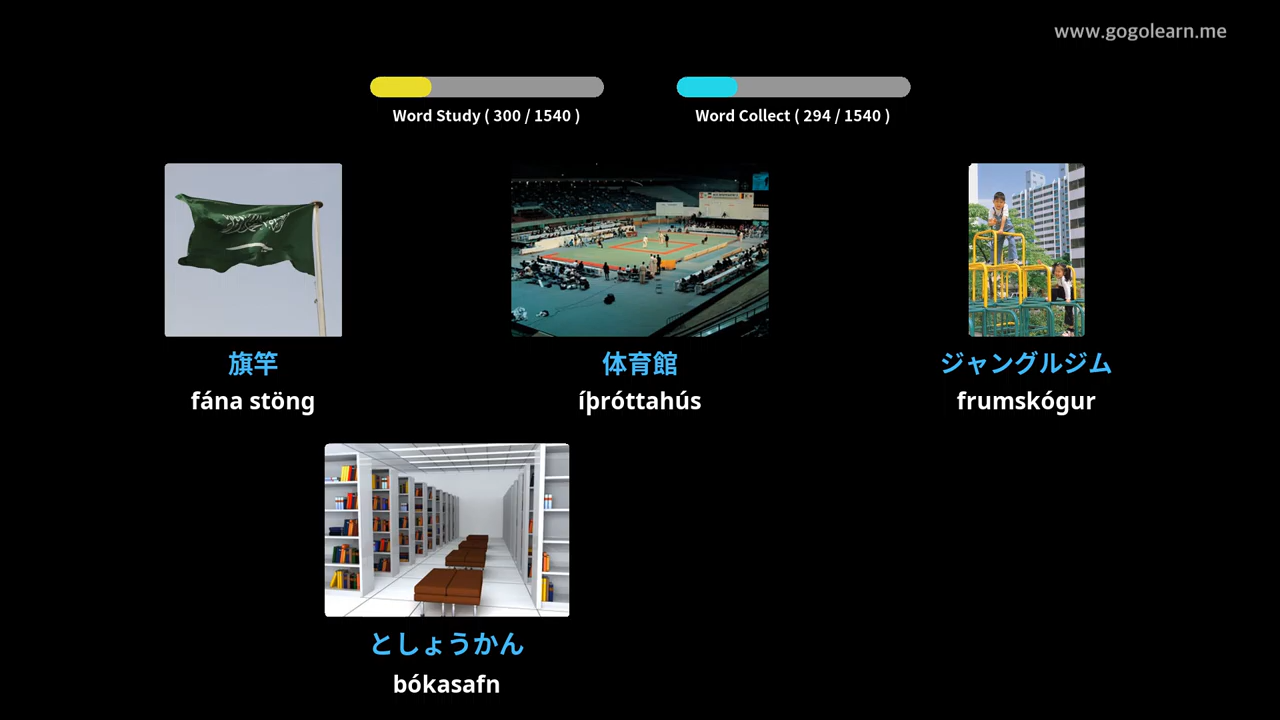 www.gogolearn.me
Word Study ( 300 / 1540 )
Word Collect ( 294 / 1540 )
旗竿
fána stöng
体育館
íþróttahús
ジャングルジム
frumskógur
としょうかん
bókasafn